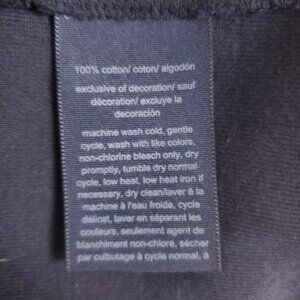 100% cotton/ coton/ algodón
exclusive of decoration/ sauf
décoration/ excluye la
decoración
machine wash cold, gentle
cycle, wash with like colors,
non-chlorine bleach only, dry
promptly, tumble dry normal
cycle, low heat, low heat iron if
necessary, dry clean/laver à la
machine à l'eau froide, cycle
délicat, laver en séparant les
couleurs, seulement agent de
blanchiment non-chlore, sécher
par culbutage à cycle normal, à